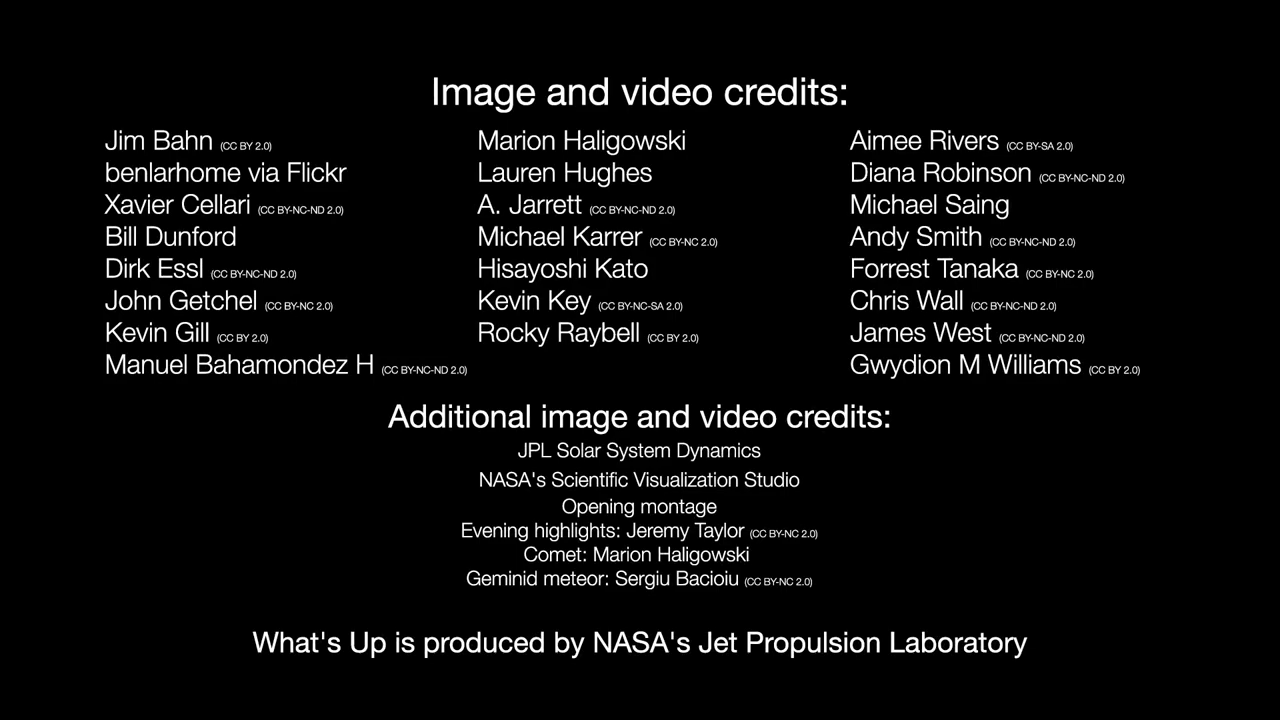 Image and video credits:
Jim Bahn (CC BY 2.0)
benlarhome via Flickr
Xavier Cellari (CC BY-NC-ND 2.0)
Bill Dunford
Dirk Essl (CC BY-NC-ND 2.0)
John Getchel (CC BY-NC 2.0)
Kevin Gill (CC BY 2.0)
Manuel Bahamondez H (CC BY-NC-ND 2.0)
Marion Haligowski
Lauren Hughes
A. Jarrett (CC BY-NC-ND 2.0)
Michael Karrer (CC BY-NC 2.0)
Hisayoshi Kato
Kevin Key (CC BY-NC-SA 2.0)
Rocky Raybell (CC BY 2.0)
Aimee Rivers (CC BY-SA 2.0)
Diana Robinson (CC BY-NC-ND 2.0)
Michael Saing
Andy Smith (CC BY-NC-ND 2.0)
Forrest Tanaka (CC BY-NC 2.0)
Chris Wall (CC BY-NC-ND 2.0)
James West (CC BY-NC-ND 2.0)
Gwydion M Williams (CC BY 2.0)
Additional image and video credits:
JPL Solar System Dynamics
NASA's Scientific Visualization Studio
Opening montage
Evening highlights: Jeremy Taylor (CC BY-NC 2.0)
Comet: Marion Haligowski
Geminid meteor: Sergiu Bacioiu (CC BY-NC 2.0)
What's Up is produced by NASA's Jet Propulsion Laboratory